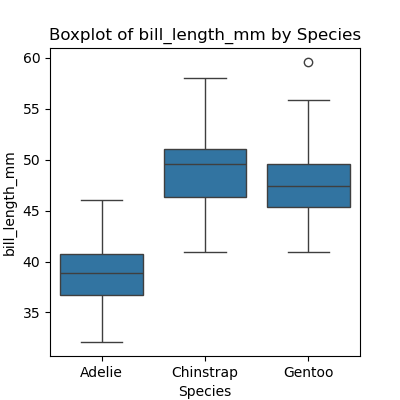 Boxplot of bill_length_mm by Species
60
55
50
45
40
35
bill_length_mm
Adelie
Chinstrap
Gentoo
Species